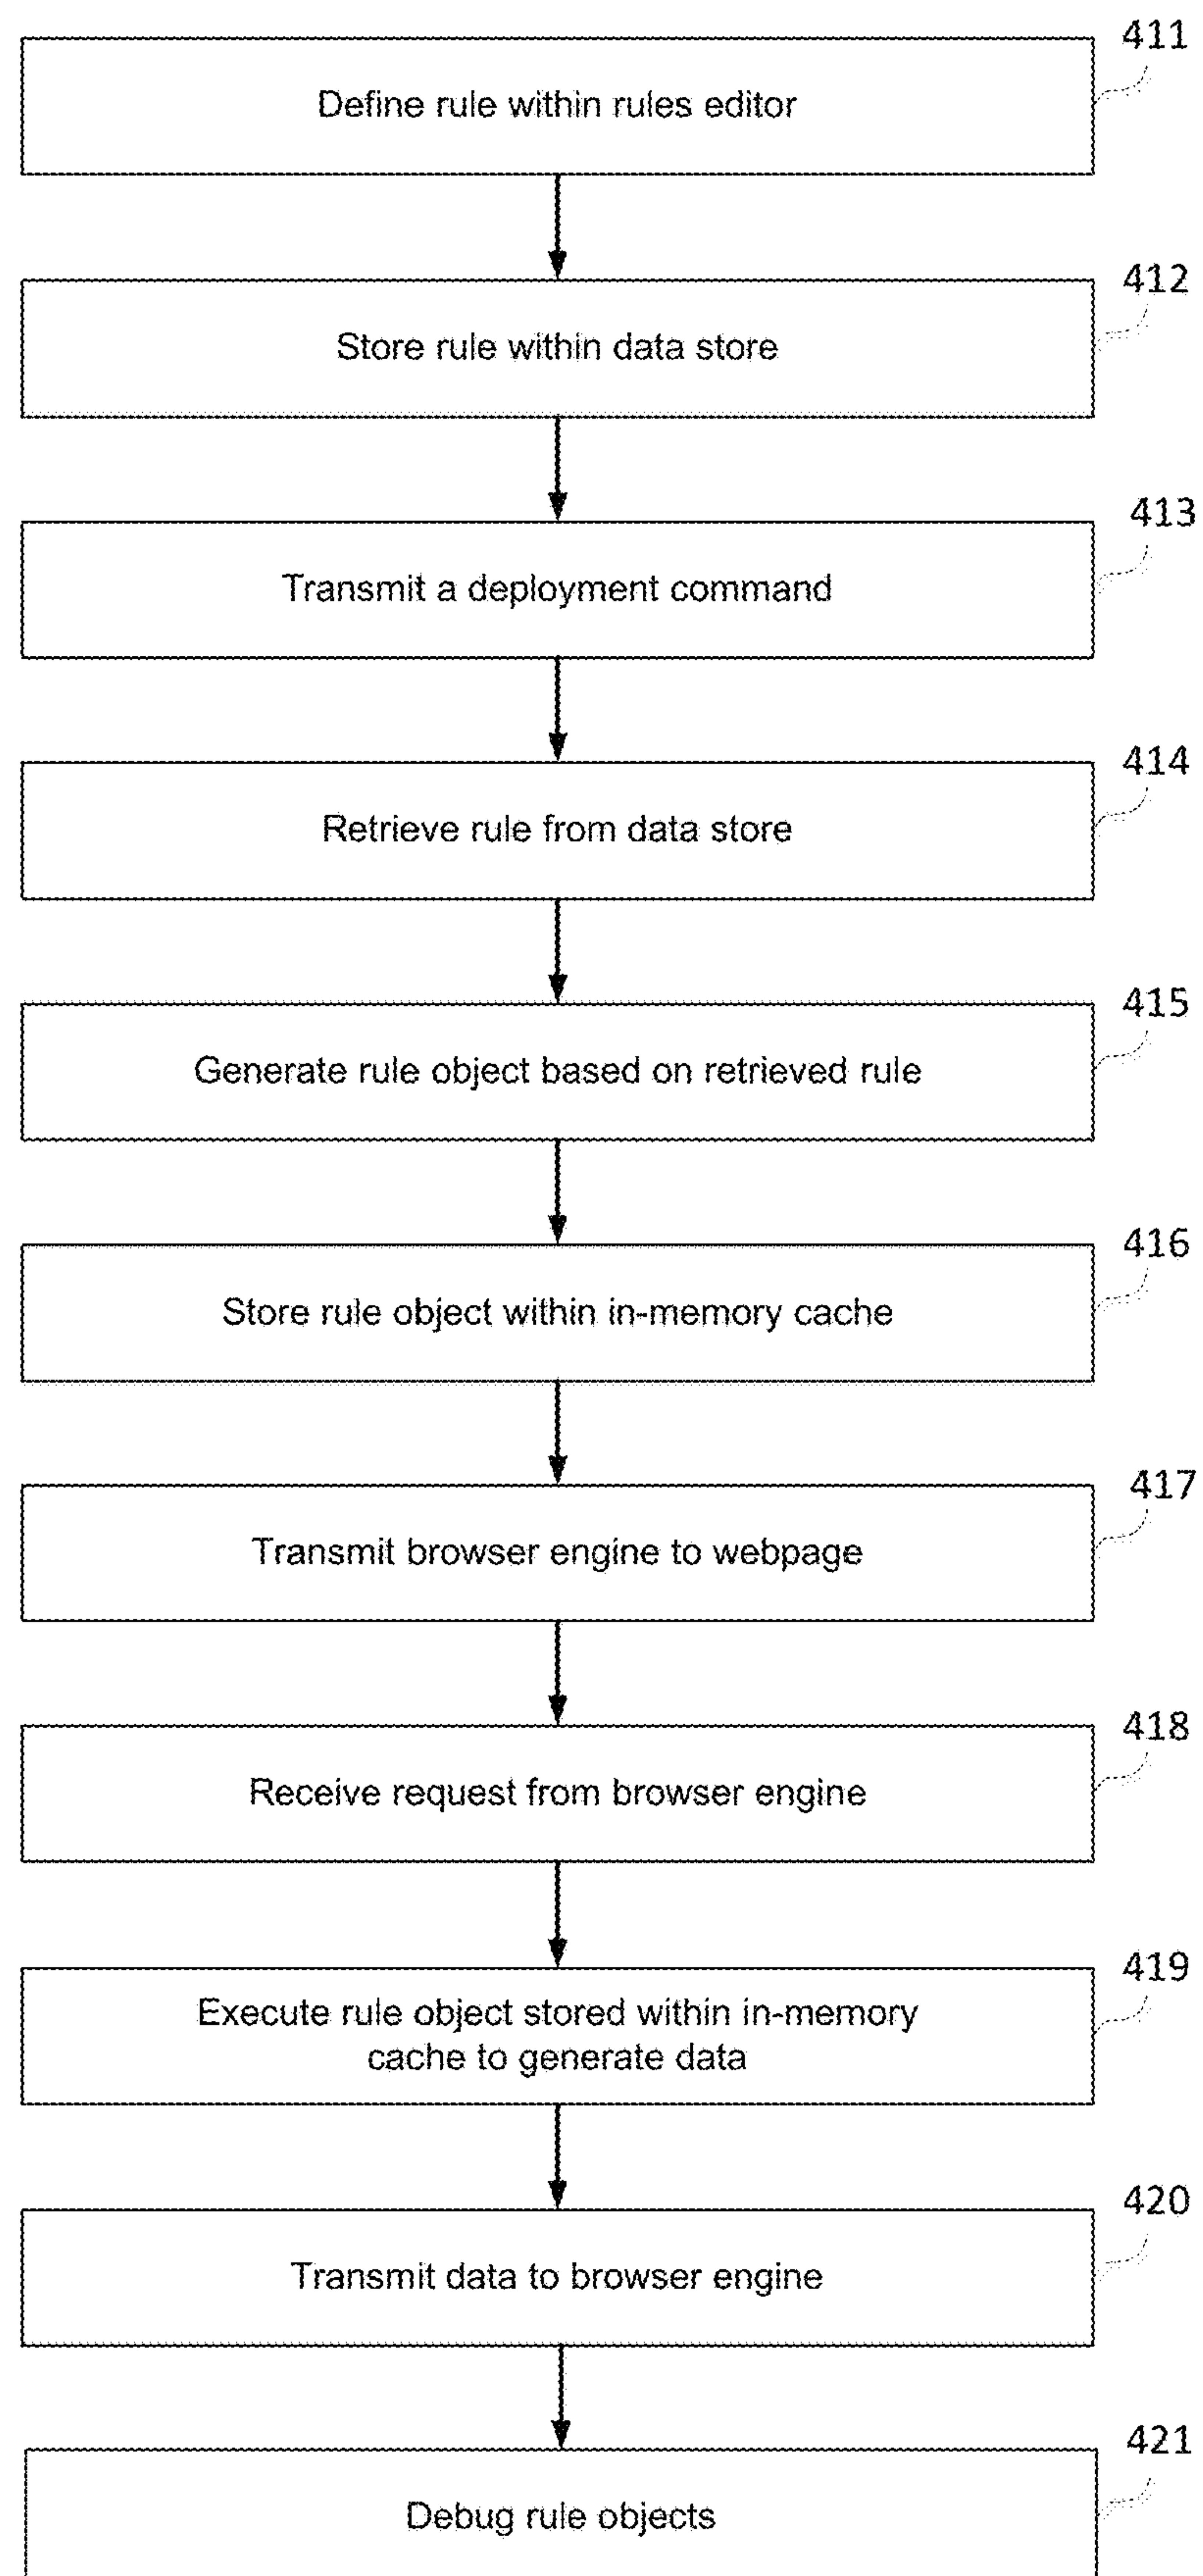 411
Define rule within rules editor
412
Store rule within data store
413
Transmit a deployment command
414
Retrieve rule from data store
415
Generate rule object based on retrieved rule
416
Store rule object within in-memory cache
417
Transmit browser engine to webpage
418
Receive request from browser engine
419
Execute rule object stored within in-memory
cache to generate data
420
Transmit data to browser engine
421
Debug rule objects